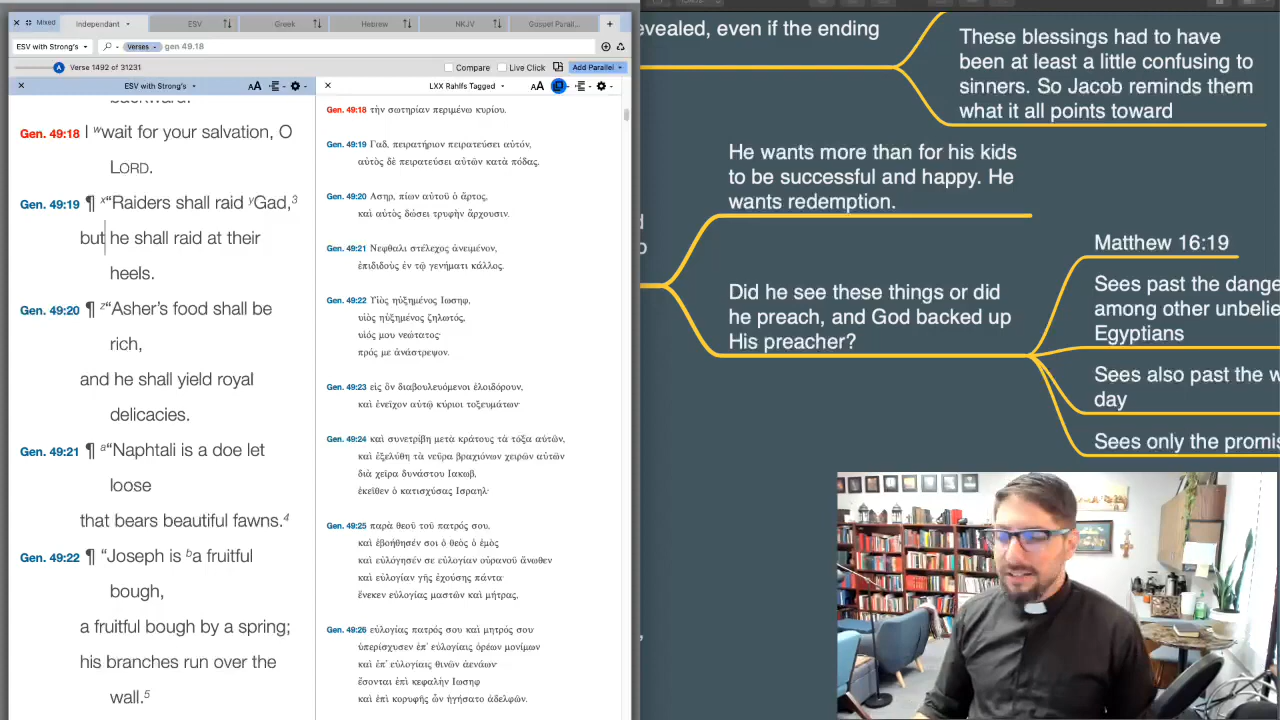 Mixed
Independant
ESV
Greek
Hebrew
NKJV
Gospel Parall...
+
ESV with Strong's
Verses
gen 49.18
Verse 1492 of 31231
Compare
Live Click
Add Parallel
ESV with Strong's
AA
backward.
Gen. 49:18 I ʷwait for your salvation, O
LORD.
Gen. 49:19 ¶ ˣ“Raiders shall raid ʸGad,³
but he shall raid at their
heels.
Gen. 49:20 ¶ ᶻ“Asher’s food shall be
rich,
and he shall yield royal
delicacies.
Gen. 49:21 ¶ ᵃ“Naphtali is a doe let
loose
that bears beautiful fawns.⁴
Gen. 49:22 ¶ “Joseph is ᵇa fruitful
bough,
a fruitful bough by a spring;
his branches run over the
wall.⁵
LXX Rahlfs Tagged
AA
Gen. 49:18 τὴν σωτηρίαν περιμένω κυρίου.
Gen. 49:19 Γαδ, πειρατήριον πειρατεύσει αὐτόν,
αὐτὸς δὲ πειρατεύσει αὐτῶν κατὰ πόδας.
Gen. 49:20 Ασηρ, πίων αὐτοῦ ὁ ἄρτος,
καὶ αὐτὸς δώσει τρυφὴν ἄρχουσιν.
Gen. 49:21 Νεφθαλι στέλεχος ἀνειμένον,
ἐπιδιδοὺς ἐν τῷ γενήματι κάλλος.
Gen. 49:22 Υἱὸς ηὐξημένος Ιωσηφ,
υἱὸς ηὐξημένος ζηλωτός,
υἱός μου νεώτατος·
πρός με ἀνάστρεψον.
Gen. 49:23 εἰς ὃν διαβουλευόμενοι ἐλοιδόρουν,
καὶ ἐνεῖχον αὐτῷ κύριοι τοξευμάτων·
Gen. 49:24 καὶ συνετρίβη μετὰ κράτους τὰ τόξα αὐτῶν,
καὶ ἐξελύθη τὰ νεῦρα βραχιόνων χειρῶν αὐτῶν
διὰ χεῖρα δυνάστου Ιακωβ,
ἐκεῖθεν ὁ κατισχύσας Ισραηλ·
Gen. 49:25 παρὰ θεοῦ τοῦ πατρός σου,
καὶ ἐβοήθησέν σοι ὁ θεὸς ὁ ἐμὸς
καὶ εὐλόγησέν σε εὐλογίαν οὐρανοῦ ἄνωθεν
καὶ εὐλογίαν γῆς ἐχούσης πάντα·
ἕνεκεν εὐλογίας μαστῶν καὶ μήτρας,
Gen. 49:26 εὐλογίας πατρός σου καὶ μητρός σου
ὑπερίσχυσεν ἐπ᾽ εὐλογίαις ὀρέων μονίμων
καὶ ἐπ᾽ εὐλογίαις θινῶν ἀενάων·
ἔσονται ἐπὶ κεφαλὴν Ιωσηφ
καὶ ἐπὶ κορυφῆς ὧν ἡγήσατο ἀδελφῶν.
evealed, even if the ending
These blessings had to have
been at least a little confusing to
sinners. So Jacob reminds them
what it all points toward
He wants more than for his kids
to be successful and happy. He
wants redemption.
Did he see these things or did
he preach, and God backed up
His preacher?
Matthew 16:19
Sees past the dange
among other unbelie
Egyptians
Sees also past the w
day
Sees only the promis